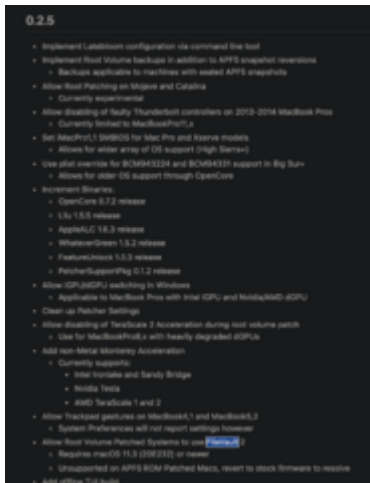 0.2.5
Implement Latebloom configuration via command line tool
Implement Root Volume backups in addition to APFS snapshot reversions
Backups applicable to machines with sealed APFS snapshots
Allow Root Patching on Mojave and Catalina
Currently experimental
Allow disabling of faulty Thunderbolt controllers on 2013-2014 MacBook Pros
Currently limited to MacBookPro11,x
Set MacPro1,1 SMBIOS for Mac Pro and Xserve models
Allows for wider array of OS support (High Sierra+)
Use plist override for BCM943224 and BCM94331 support in Big Sur+
Allows for older OS support through OpenCore
Increment Binaries:
OpenCore 0.7.2 release
Lilu 1.5.5 release
AppleALC 1.6.3 release
WhateverGreen 1.5.2 release
FeatureUnlock 1.0.3 release
PatcherSupportPkg 0.1.2 release
Allow iGPU/dGPU switching in Windows
Applicable to MacBook Pros with Intel iGPU and Nvidia/AMD dGPU
Clean up Patcher Settings
Allow disabling of TeraScale 2 Acceleration during root volume patch
Use for MacBookPro8,x with heavily degraded dGPUs
Add non-Metal Monterey Acceleration
Currently supports:
Intel Ironlake and Sandy Bridge
Nvidia Tesla
AMD TeraScale 1 and 2
Allow Trackpad gestures on MacBook4,1 and MacBook5,2
System Preferences will not report settings however
Allow Root Volume Patched Systems to use FileVault 2
Requires macOS 11.3 (20E232) or newer
Unsupported on APFS ROM Patched Macs, revert to stock firmware to resolve
Add offline TUI build